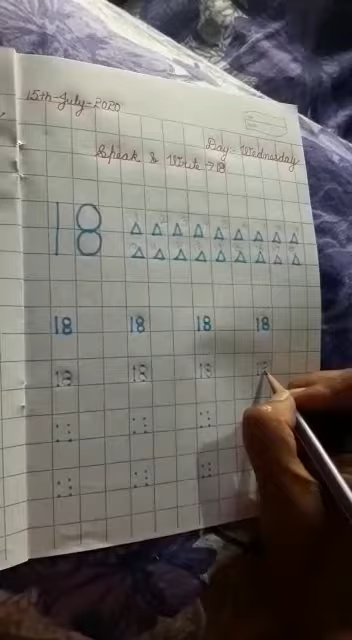 15th-July-2020
Day - Wednesday
Speak & Write → 18
18
18 18 18 18
18 18 18 18